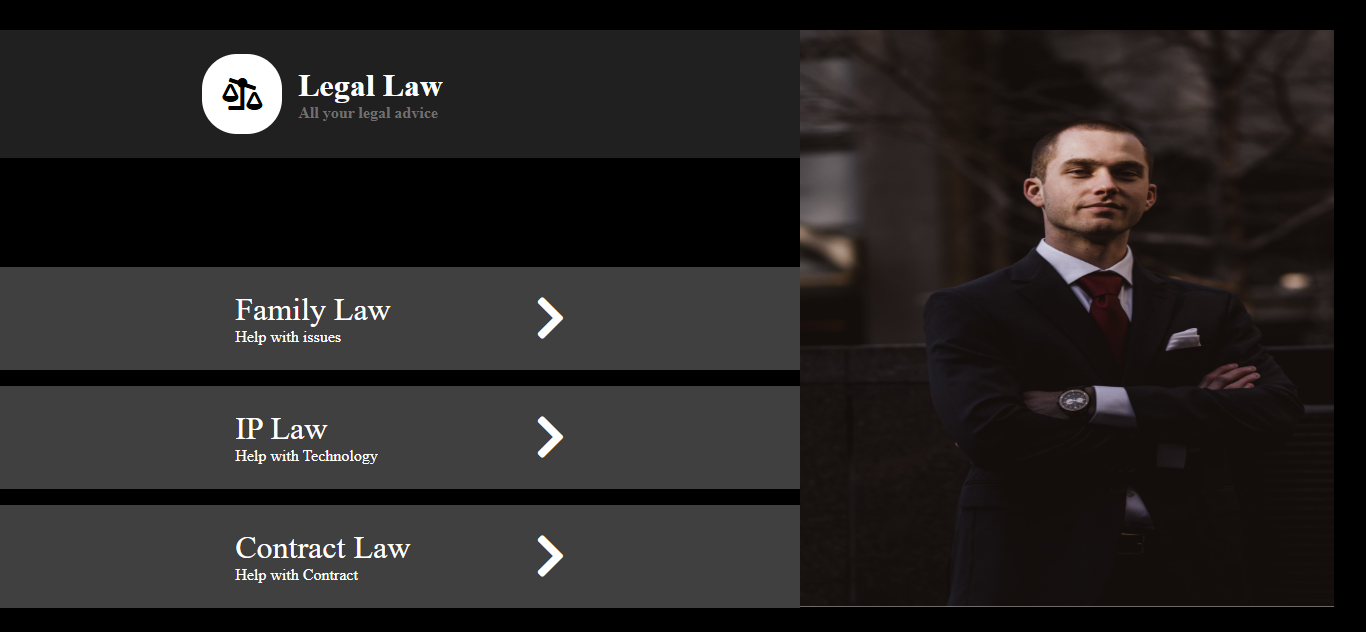 Legal Law
All your legal advice
Family Law
Help with issues
IP Law
Help with Technology
Contract Law
Help with Contract